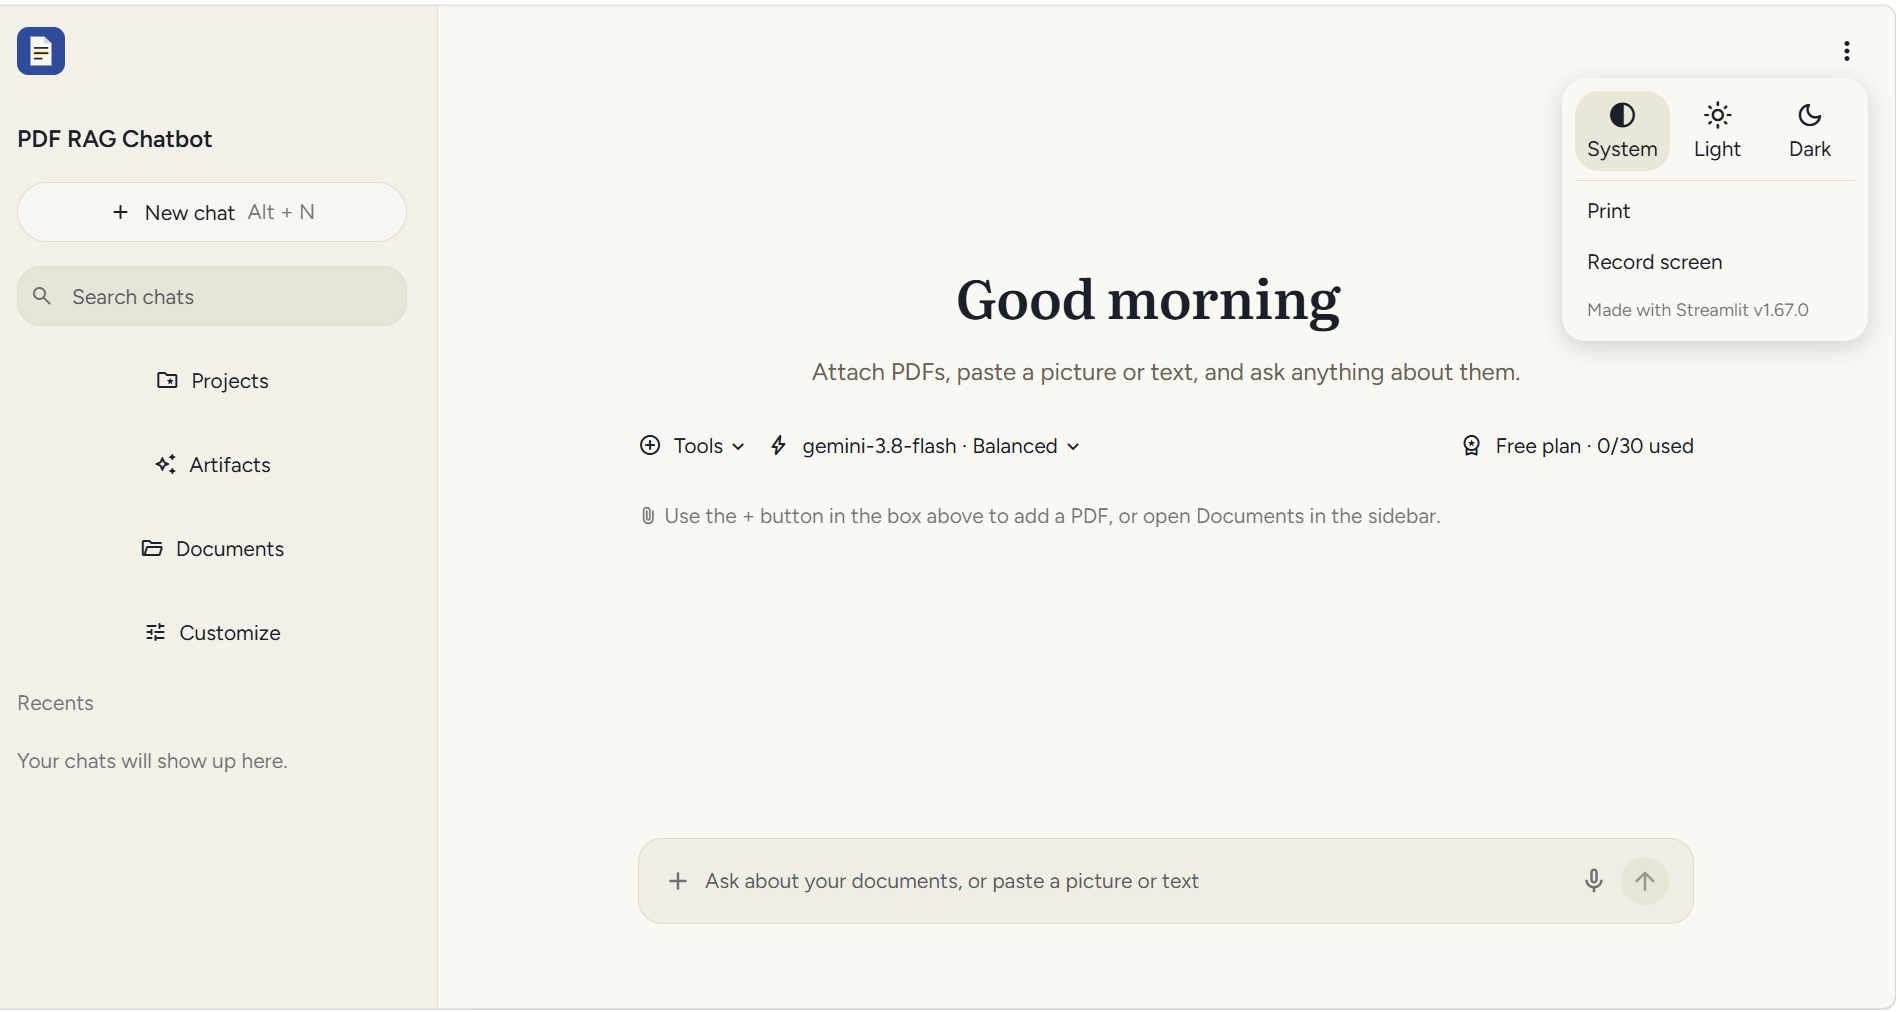 PDF RAG Chatbot
New chat Alt + N
Search chats
Projects
Artifacts
Documents
Customize
Recents
Your chats will show up here.
System Light Dark
Print
Record screen
Made with Streamlit v1.67.0
Good morning
Attach PDFs, paste a picture or text, and ask anything about them.
Tools gemini-3.8-flash · Balanced Free plan · 0/30 used
Use the + button in the box above to add a PDF, or open Documents in the sidebar.
Ask about your documents, or paste a picture or text